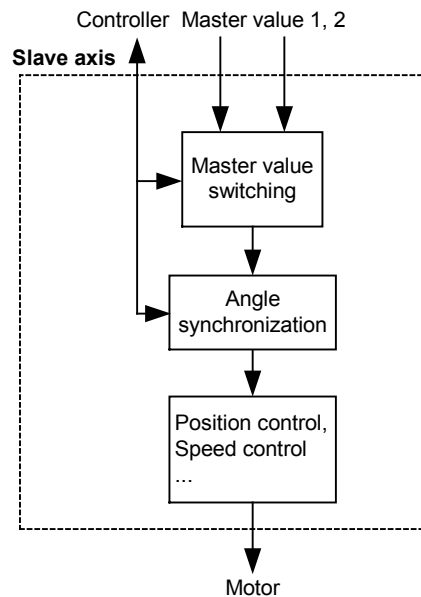 Controller Master value 1, 2
Slave axis
Master value
switching
Angle
synchronization
Position control,
Speed control
...
Motor